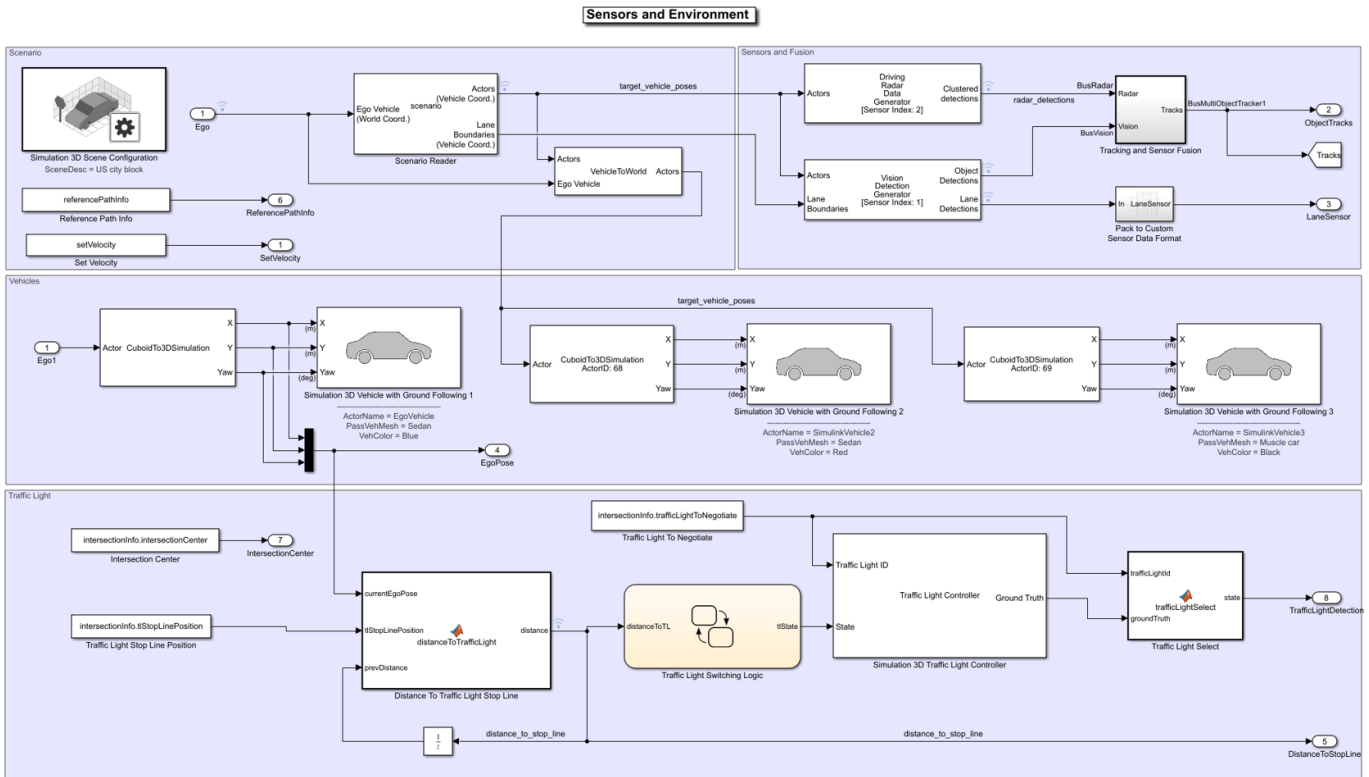 Sensors and Environment
Scenario
Simulation 3D Scene Configuration
SceneDesc = US city block
1
Ego
Ego Vehicle
(World Coord.)
scenario
Actors
(Vehicle Coord.)
Lane
Boundaries
(Vehicle Coord.)
Scenario Reader
target_vehicle_poses
Actors
Ego Vehicle
VehicleToWorld
Actors
referencePathInfo
Reference Path Info
6
ReferencePathInfo
setVelocity
Set Velocity
1
SetVelocity
Sensors and Fusion
Actors
Driving
Radar
Data
Generator
[Sensor Index: 2]
Clustered
detections
radar_detections
BusRadar
Actors
Lane
Boundaries
Vision
Detection
Generator
[Sensor Index: 1]
Object
Detections
Lane
Detections
BusVision
Radar
Vision
Tracks
Tracking and Sensor Fusion
BusMultiObjectTracker1
2
ObjectTracks
Tracks
In
LaneSensor
Pack to Custom
Sensor Data Format
3
LaneSensor
Vehicles
1
Ego1
Actor
CuboidTo3DSimulation
X
Y
Yaw
(m)
(m)
(deg)
X
Y
Yaw
Simulation 3D Vehicle with Ground Following 1
----------------------------------------
ActorName = EgoVehicle
PassVehMesh = Sedan
VehColor = Blue
4
EgoPose
target_vehicle_poses
Actor
CuboidTo3DSimulation
ActorID: 68
X
Y
Yaw
(m)
(m)
(deg)
X
Y
Yaw
Simulation 3D Vehicle with Ground Following 2
----------------------------------------
ActorName = SimulinkVehicle2
PassVehMesh = Sedan
VehColor = Red
Actor
CuboidTo3DSimulation
ActorID: 69
X
Y
Yaw
(m)
(m)
(deg)
X
Y
Yaw
Simulation 3D Vehicle with Ground Following 3
----------------------------------------
ActorName = SimulinkVehicle3
PassVehMesh = Muscle car
VehColor = Black
Traffic Light
intersectionInfo.intersectionCenter
Intersection Center
7
IntersectionCenter
intersectionInfo.tlStopLinePosition
Traffic Light Stop Line Position
currentEgoPose
tlStopLinePosition
prevDistance
distanceToTrafficLight
distance
Distance To Traffic Light Stop Line
1
z
distance_to_stop_line
intersectionInfo.trafficLightToNegotiate
Traffic Light To Negotiate
distanceToTL
tlState
Traffic Light Switching Logic
Traffic Light ID
State
Traffic Light Controller
Ground Truth
Simulation 3D Traffic Light Controller
trafficLightId
groundTruth
trafficLightSelect
state
Traffic Light Select
8
TrafficLightDetection
distance_to_stop_line
5
DistanceToStopLine